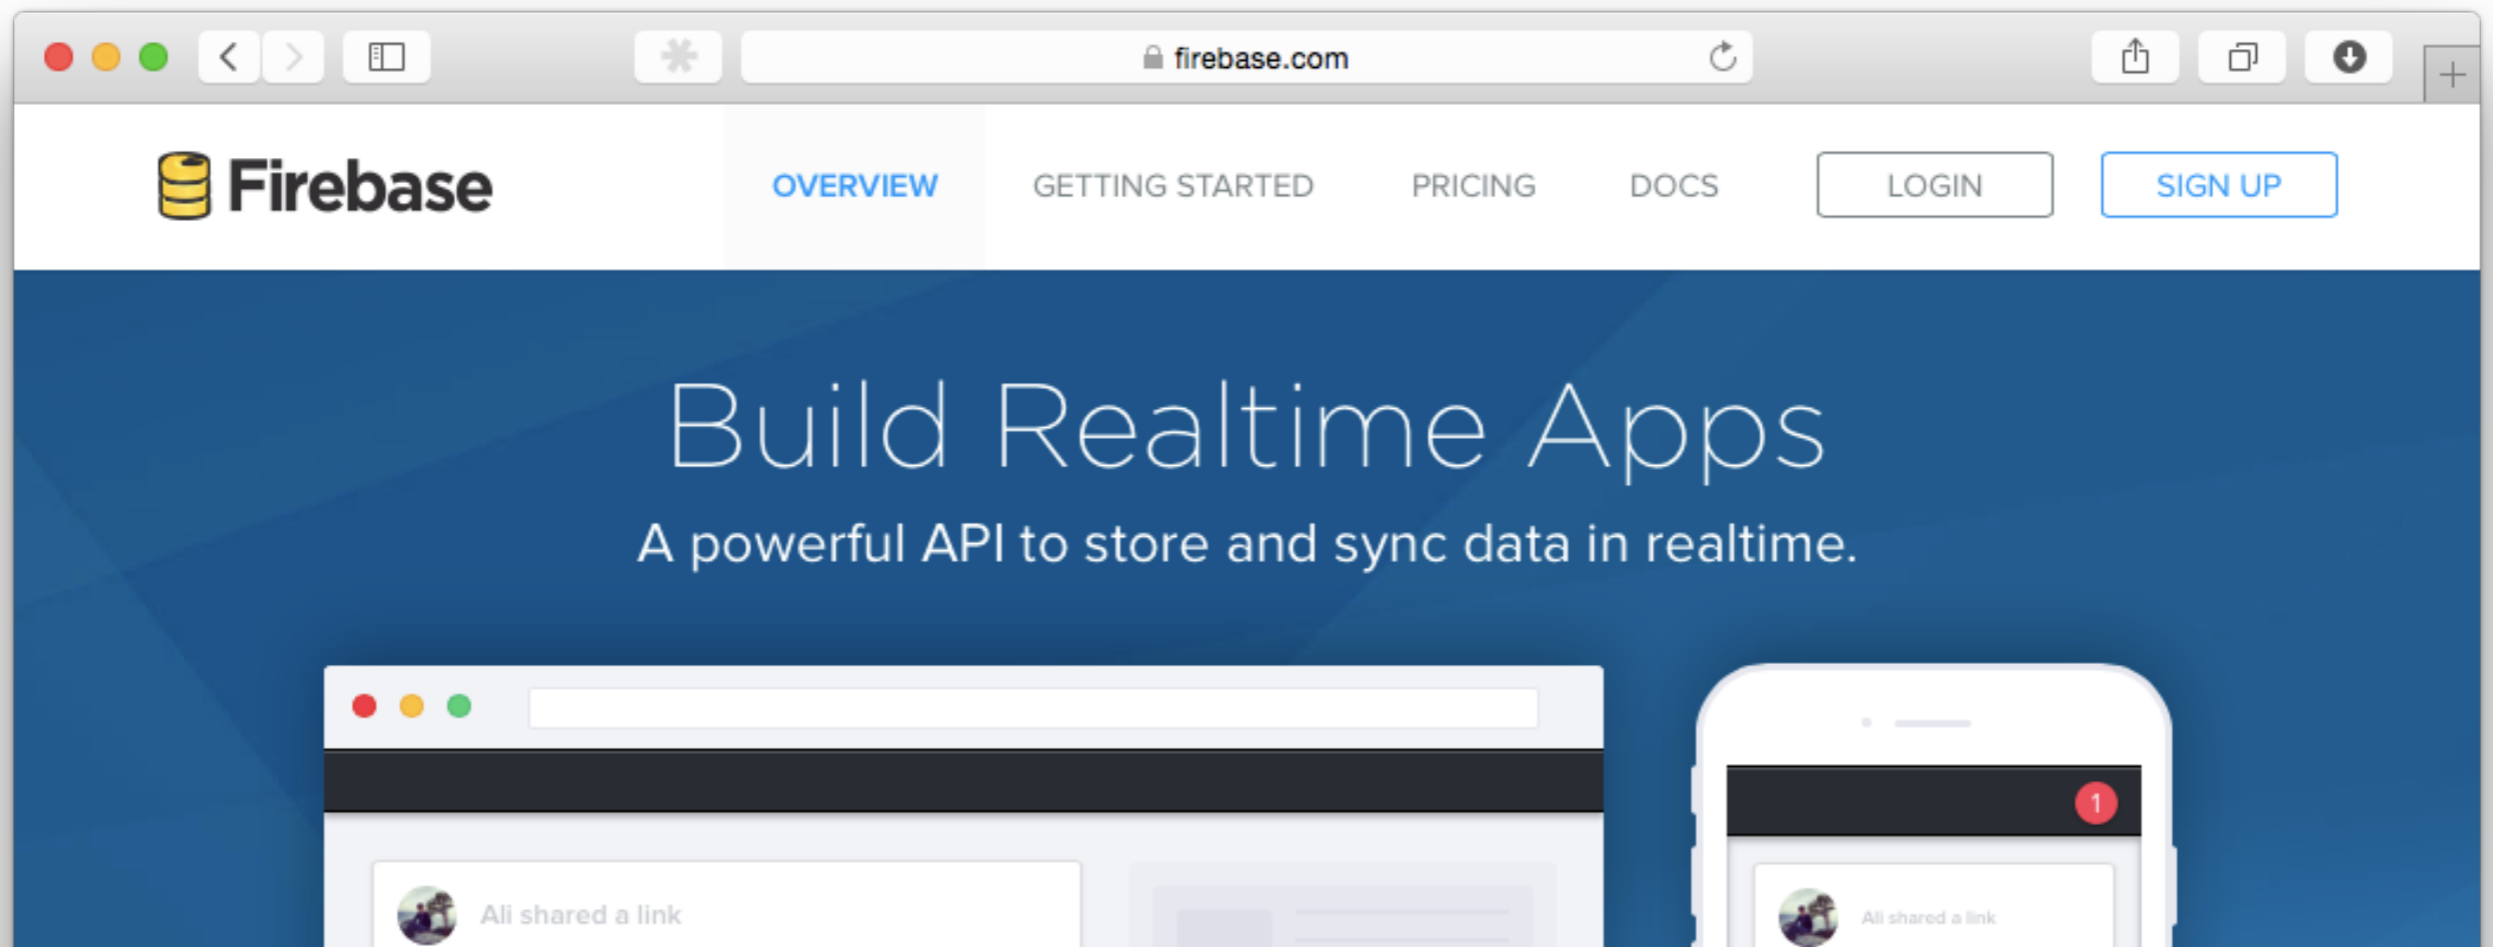 firebase.com
Firebase
OVERVIEW GETTING STARTED PRICING DOCS LOGIN SIGN UP
Build Realtime Apps
A powerful API to store and sync data in realtime.
1
Ali shared a link
Ali shared a link